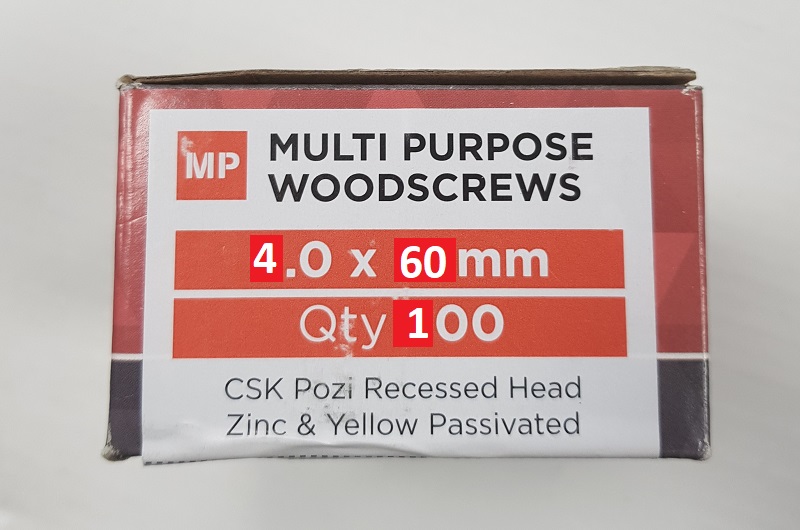 MP
MULTI PURPOSE
WOODSCREWS
4.0 x 60mm
Qty 100
CSK Pozi Recessed Head
Zinc & Yellow Passivated